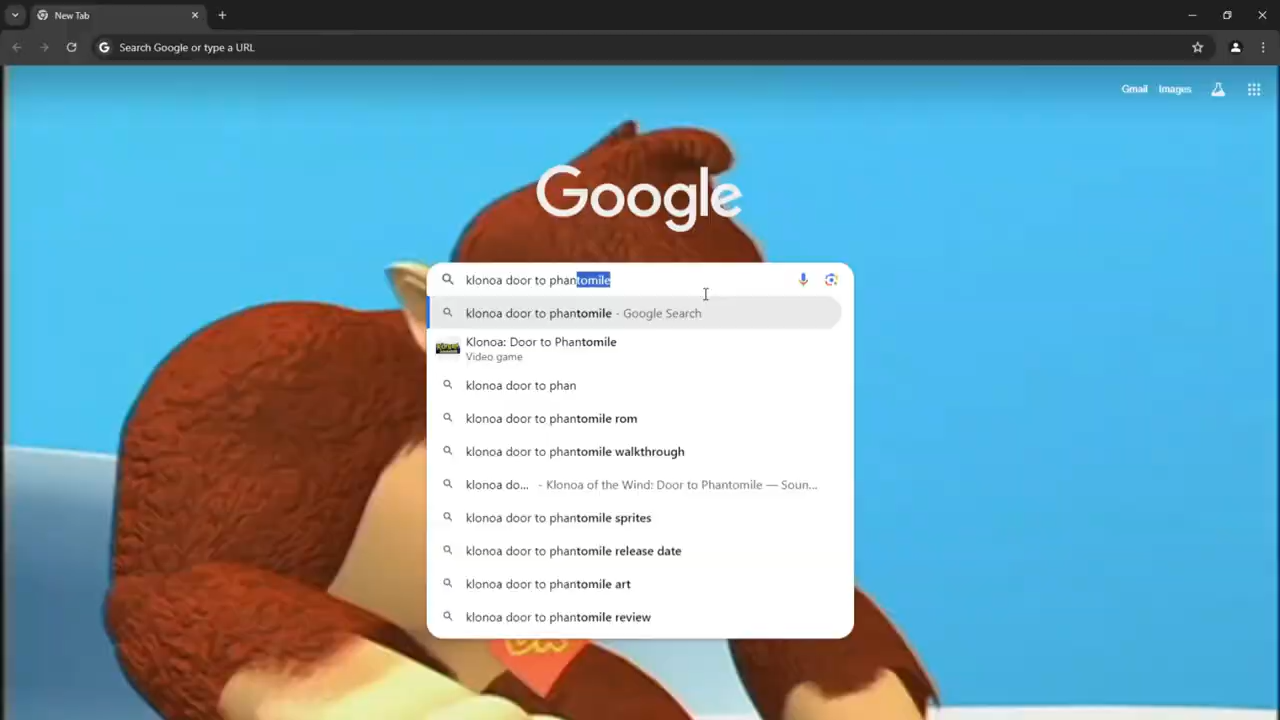 New Tab
Search Google or type a URL
Gmail Images
Google
klonoa door to phantomile
klonoa door to phantomile - Google Search
Klonoa: Door to Phantomile
Video game
klonoa door to phan
klonoa door to phantomile rom
klonoa door to phantomile walkthrough
klonoa do... - Klonoa of the Wind: Door to Phantomile — Soun...
klonoa door to phantomile sprites
klonoa door to phantomile release date
klonoa door to phantomile art
klonoa door to phantomile review